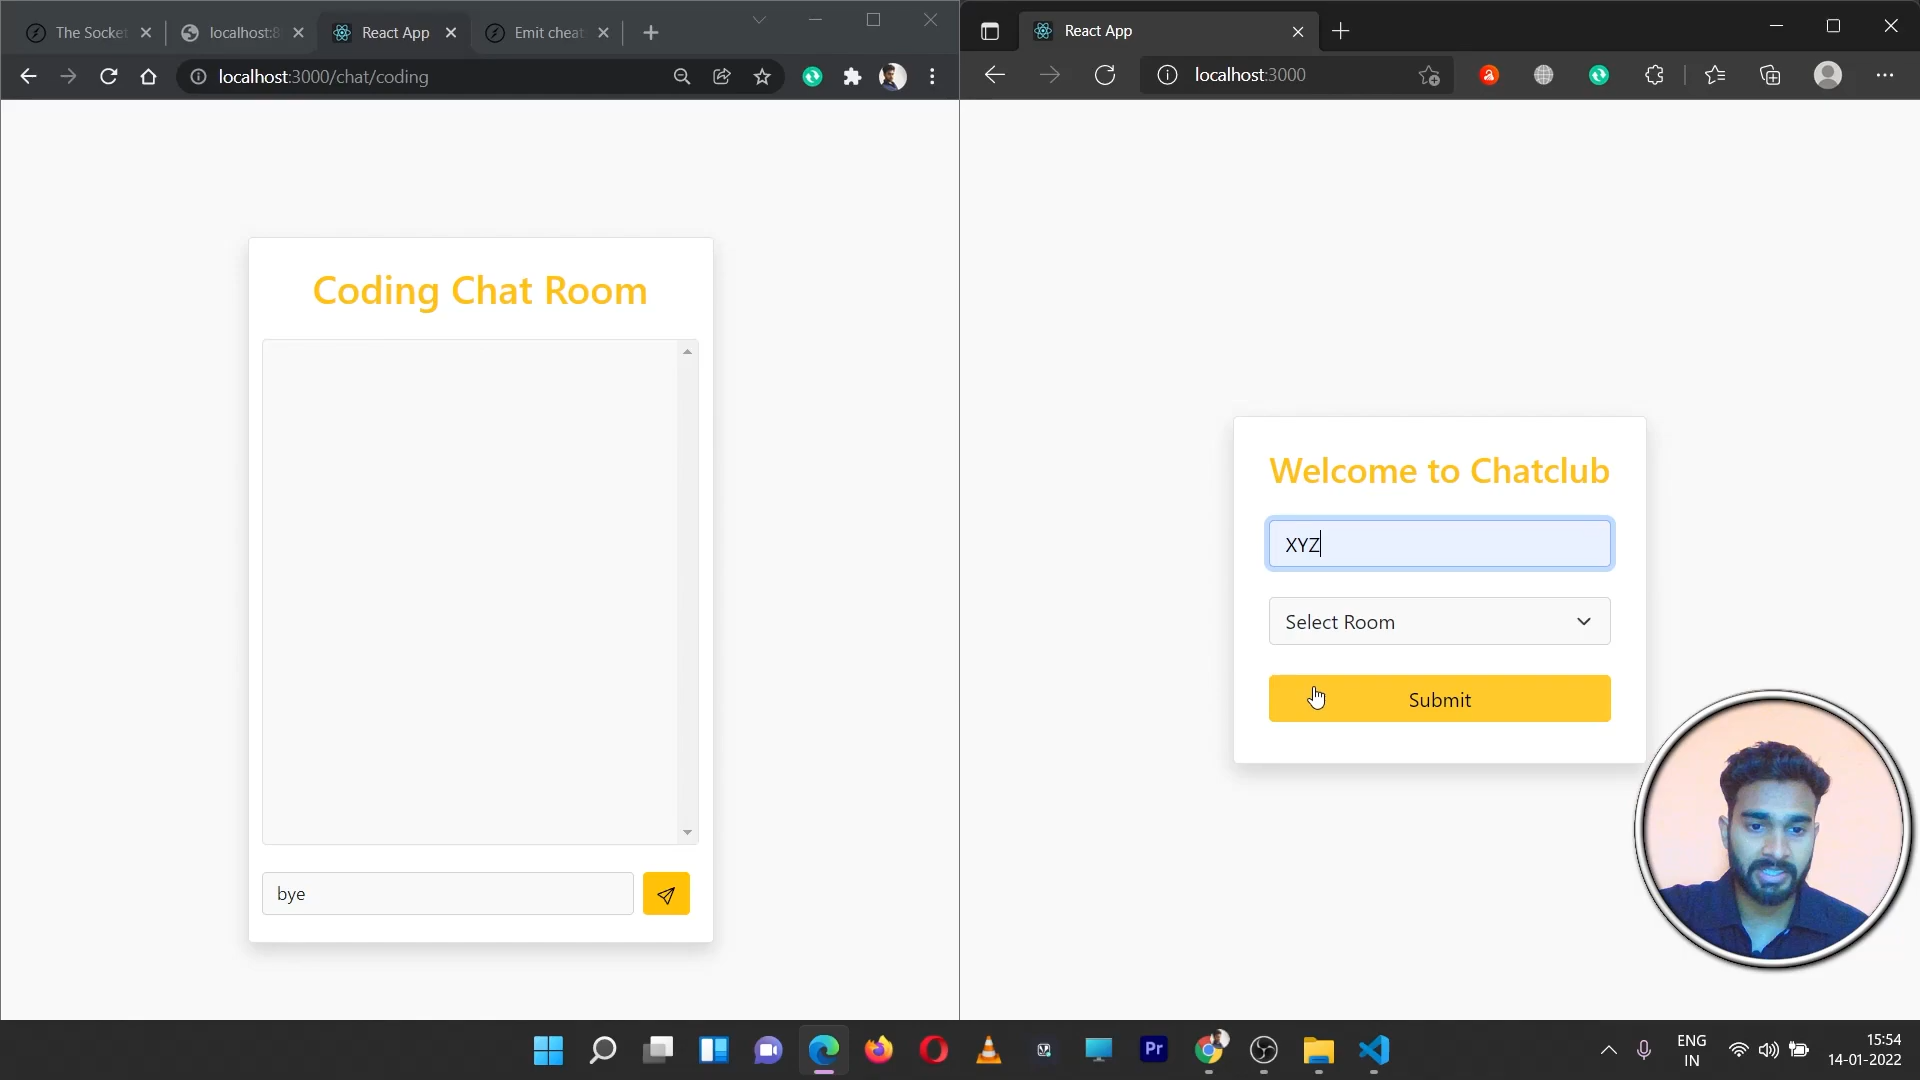 The Socket
localhost:8
React App
Emit cheat
localhost:3000/chat/coding
Coding Chat Room
bye
React App
localhost:3000
Welcome to Chatclub
XYZ
Select Room
Submit
Pr
ENG
IN
15:54
14-01-2022